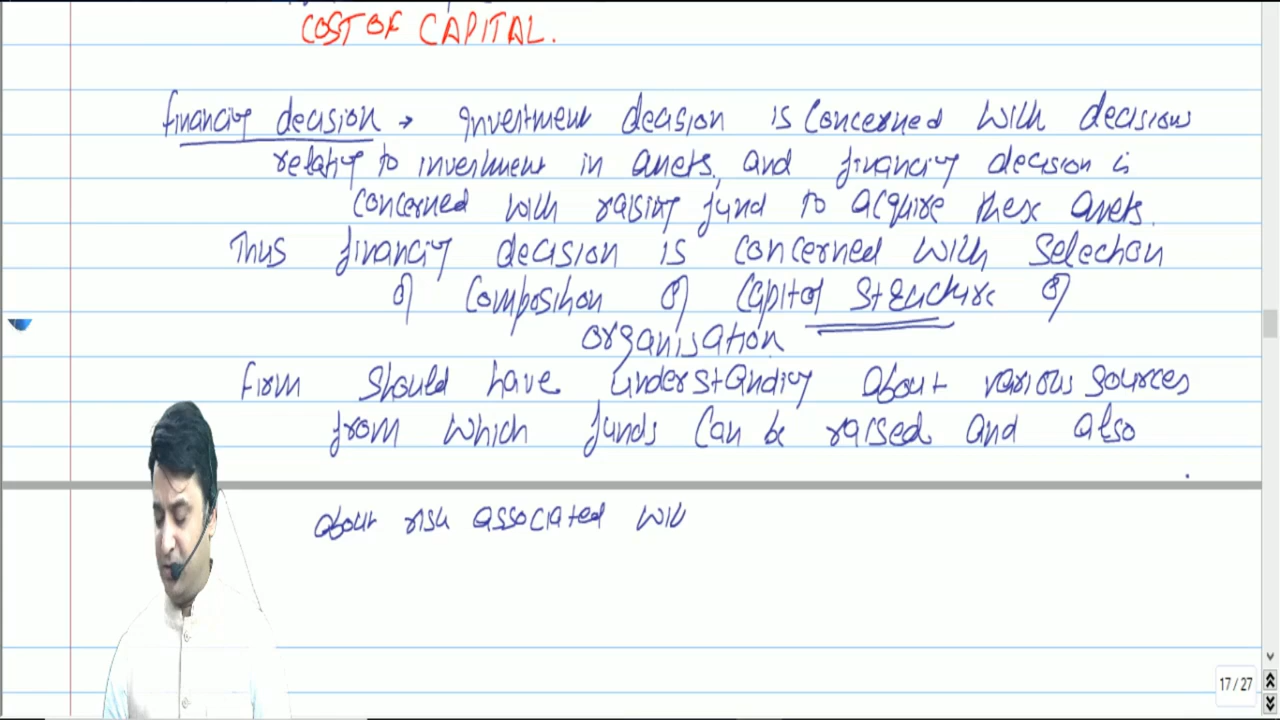 COST OF CAPITAL.
financing decision → Investment decision is concerned with decisions
relating to investment in assets, and financing decision is
concerned with raising fund to acquire these assets.
Thus financing decision is concerned with selection
of composition of capital structure of
organisation
firm should have understanding about various sources
from which funds can be raised and also
about risk associated with
17 / 27